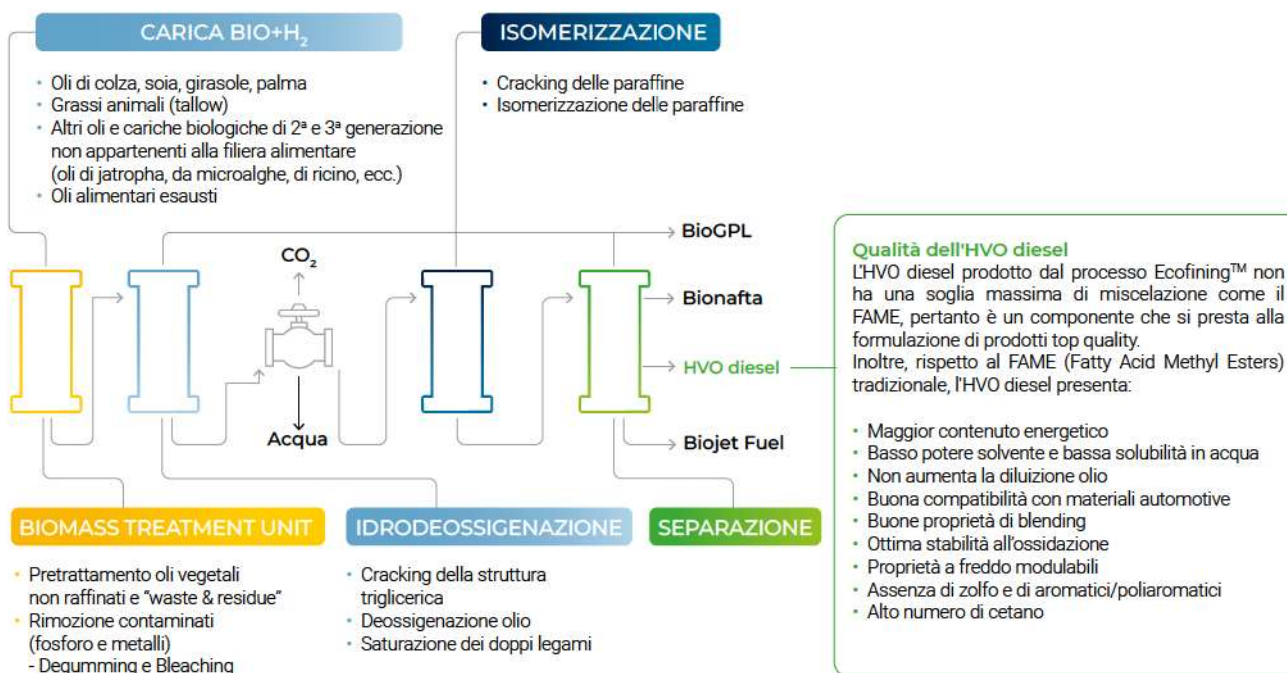 CARICA BIO+H₂
• Oli di colza, soia, girasole, palma
• Grassi animali (tallow)
• Altri oli e cariche biologiche di 2ª e 3ª generazione
non appartenenti alla filiera alimentare
(oli di jatropha, da microalghe, di ricino, ecc.)
• Oli alimentari esausti
ISOMERIZZAZIONE
• Cracking delle paraffine
• Isomerizzazione delle paraffine
CO₂
Acqua
BioGPL
Bionafta
HVO diesel
Biojet Fuel
BIOMASS TREATMENT UNIT
• Pretrattamento oli vegetali
non raffinati e “waste & residue”
• Rimozione contaminati
(fosforo e metalli)
- Degumming e Bleaching
IDRODEOSSIGENAZIONE
• Cracking della struttura
triglicerica
• Deossigenazione olio
• Saturazione dei doppi legami
SEPARAZIONE
Qualità dell'HVO diesel
L'HVO diesel prodotto dal processo Ecofining™ non
ha una soglia massima di miscelazione come il
FAME, pertanto è un componente che si presta alla
formulazione di prodotti top quality.
Inoltre, rispetto al FAME (Fatty Acid Methyl Esters)
tradizionale, l'HVO diesel presenta:
• Maggior contenuto energetico
• Basso potere solvente e bassa solubilità in acqua
• Non aumenta la diluizione olio
• Buona compatibilità con materiali automotive
• Buone proprietà di blending
• Ottima stabilità all'ossidazione
• Proprietà a freddo modulabili
• Assenza di zolfo e di aromatici/poliaromatici
• Alto numero di cetano